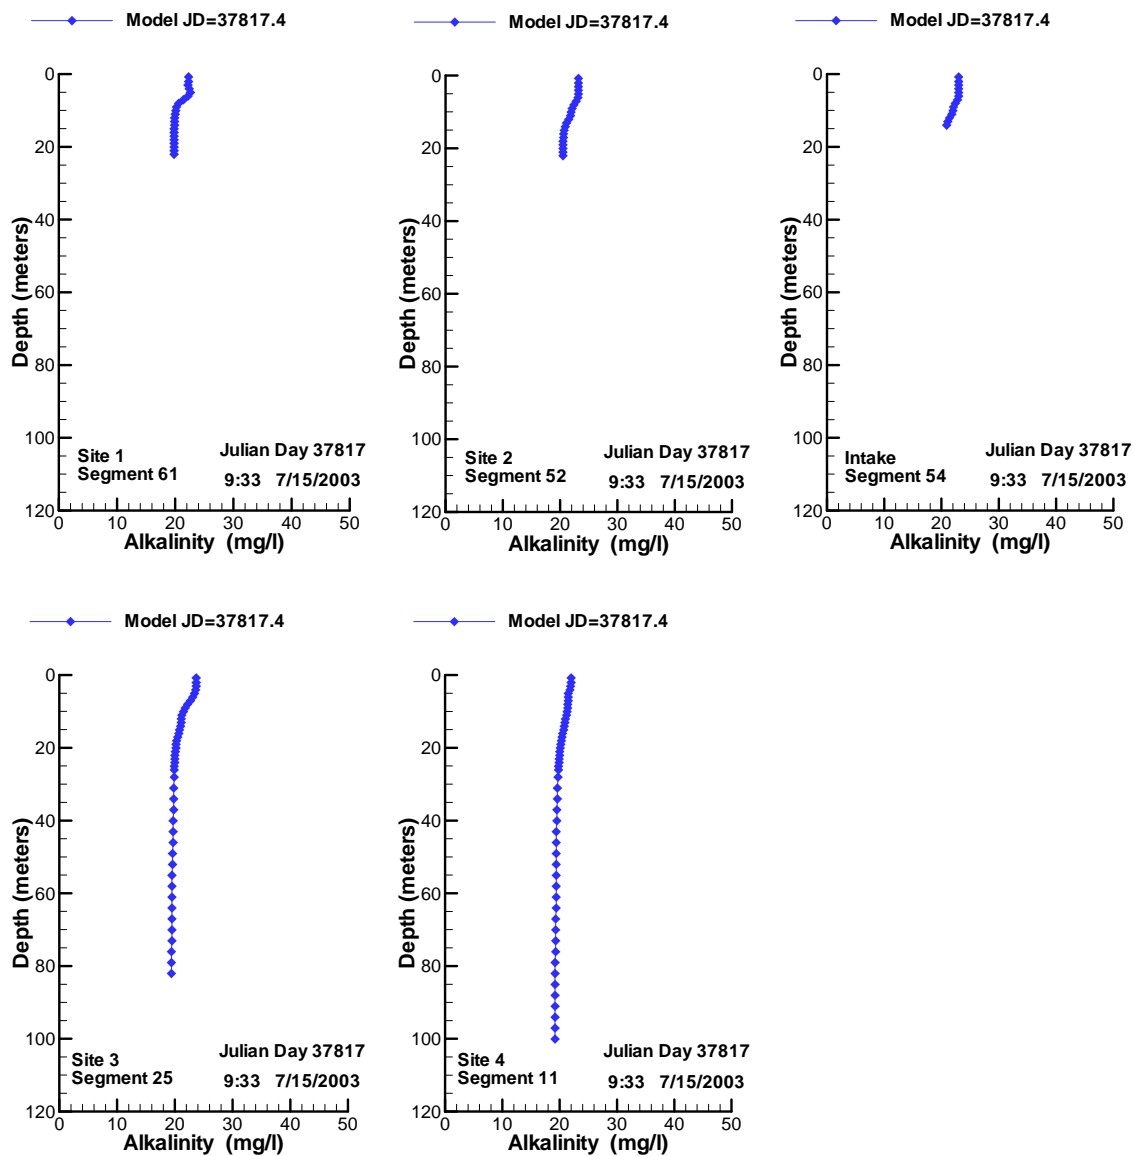 Model JD=37817.4
0
20
40
60
80
100
120
Depth (meters)
Site 1
Segment 61
Julian Day 37817
9:33 7/15/2003
0 10 20 30 40 50
Alkalinity (mg/l)
Model JD=37817.4
0
20
40
60
80
100
120
Depth (meters)
Site 2
Segment 52
Julian Day 37817
9:33 7/15/2003
0 10 20 30 40 50
Alkalinity (mg/l)
Model JD=37817.4
0
20
40
60
80
100
120
Depth (meters)
Intake
Segment 54
Julian Day 37817
9:33 7/15/2003
0 10 20 30 40 50
Alkalinity (mg/l)
Model JD=37817.4
0
20
40
60
80
100
120
Depth (meters)
Site 3
Segment 25
Julian Day 37817
9:33 7/15/2003
0 10 20 30 40 50
Alkalinity (mg/l)
Model JD=37817.4
0
20
40
60
80
100
120
Depth (meters)
Site 4
Segment 11
Julian Day 37817
9:33 7/15/2003
0 10 20 30 40 50
Alkalinity (mg/l)